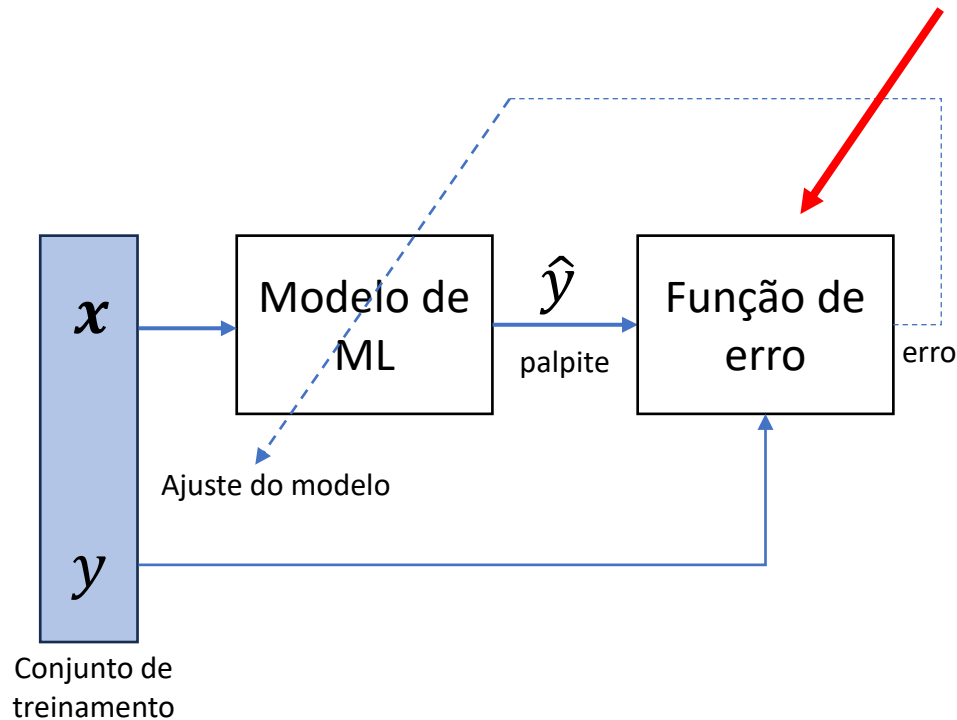 x
Modelo de
ML
ŷ
palpite
Função de
erro
erro
Ajuste do modelo
y
Conjunto de
treinamento